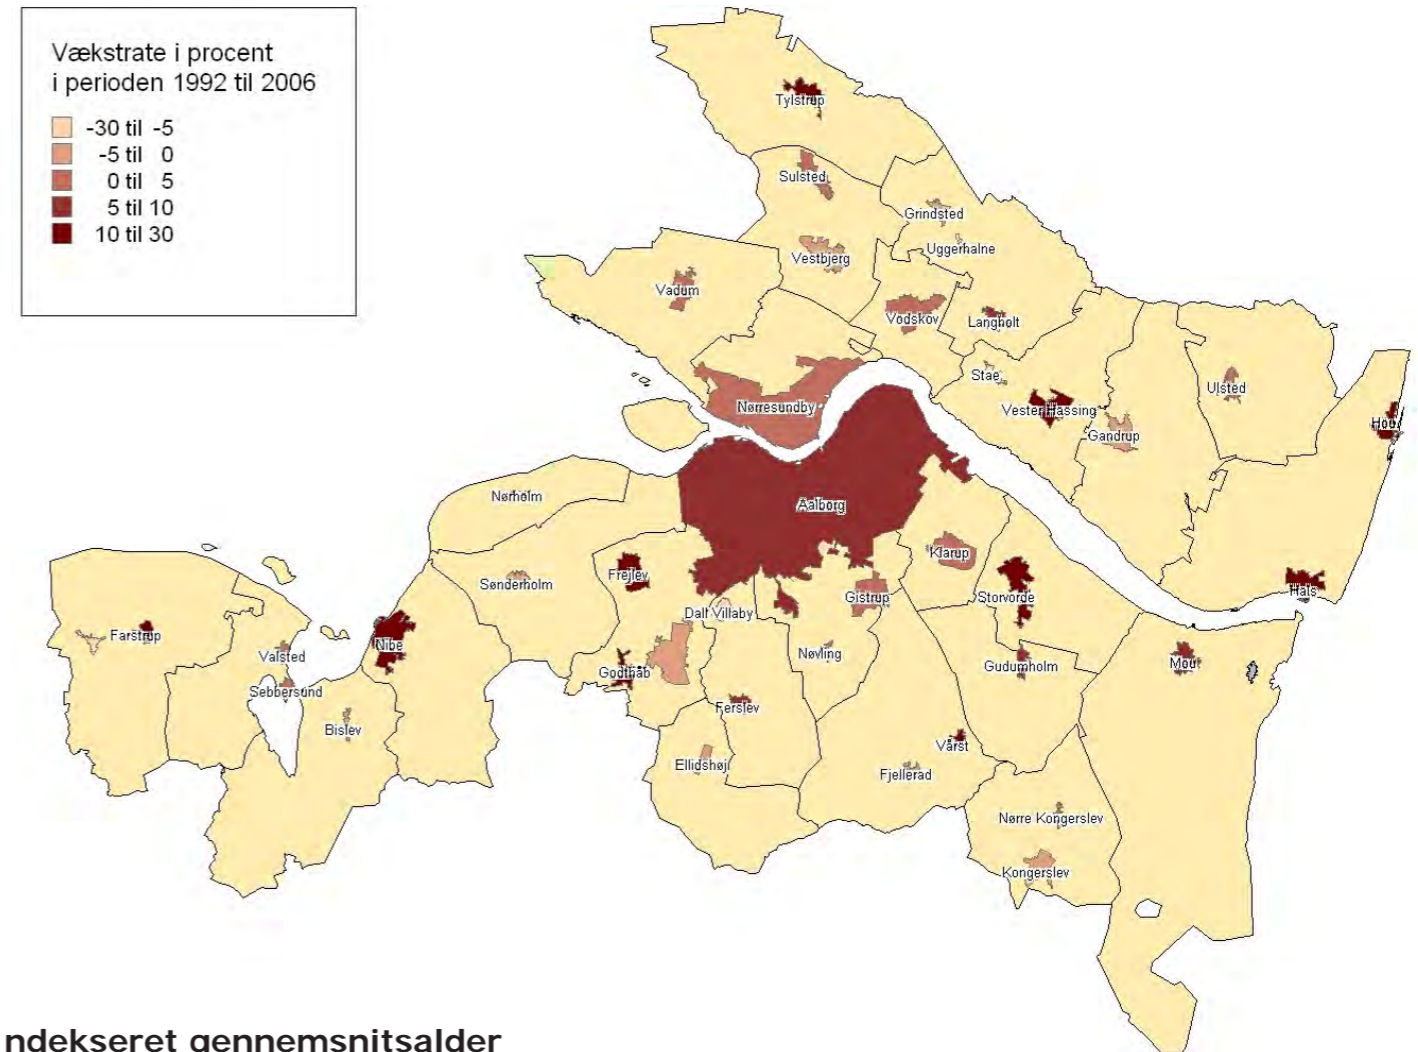 Vækstrate i procent
i perioden 1992 til 2006
-30 til -5
-5 til 0
0 til 5
5 til 10
10 til 30
Tylstrup
Sulsted
Grindsted
Uggerhalne
Vestbjerg
Vadum
Vodskov
Langholt
Stae
Ulsted
Nørresundby
Vester Hassing
Hou
Gandrup
Nørholm
Aalborg
Klarup
Frejlev
Sønderholm
Storvorde
Gistrup
Hals
Dall Villaby
Farstrup
Nibe
Valsted
Nøvling
Gudumholm
Mou
Godthåb
Sebbersund
Ferslev
Bislev
Vårst
Ellidshøj
Fjellerad
Nørre Kongerslev
Kongerslev
ndekseret gennemsnitsalder